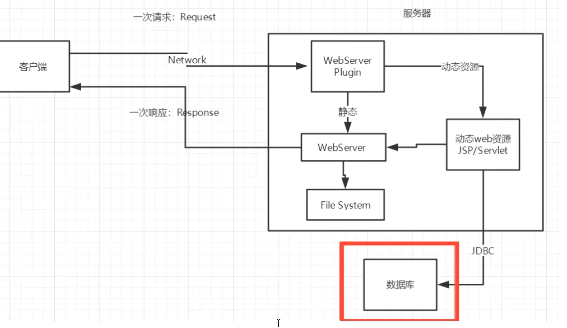 一次请求：Request
服务器
客户端
Network
WebServer
Plugin
动态资源
一次响应：Response
静态
WebServer
动态web资源
JSP/Servlet
File System
JDBC
数据库